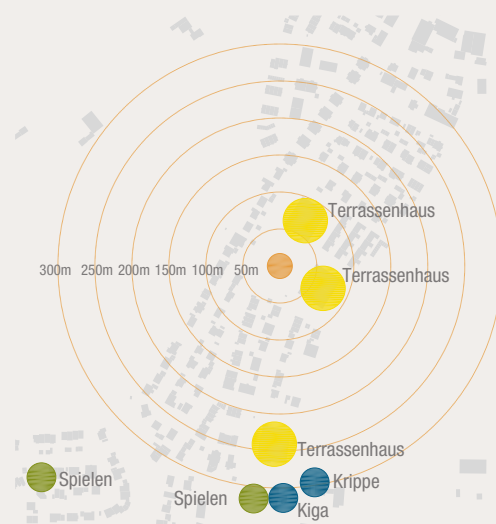 Terrassenhaus
300m 250m 200m 150m 100m 50m
Terrassenhaus
Terrassenhaus
Spielen
Krippe
Spielen
Kiga